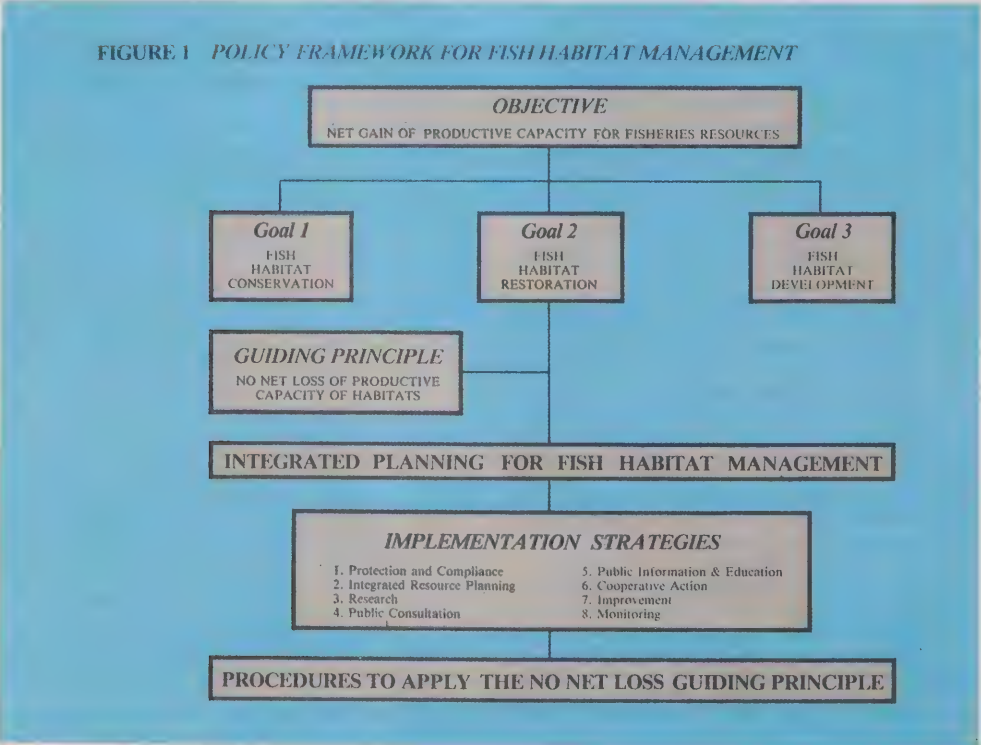 FIGURE 1 POLICY FRAMEWORK FOR FISH HABITAT MANAGEMENT
OBJECTIVE
NET GAIN OF PRODUCTIVE CAPACITY FOR FISHERIES RESOURCES
Goal 1
FISH
HABITAT
CONSERVATION
Goal 2
FISH
HABITAT
RESTORATION
Goal 3
FISH
HABITAT
DEVELOPMENT
GUIDING PRINCIPLE
NO NET LOSS OF PRODUCTIVE
CAPACITY OF HABITATS
INTEGRATED PLANNING FOR FISH HABITAT MANAGEMENT
IMPLEMENTATION STRATEGIES
1. Protection and Compliance
2. Integrated Resource Planning
3. Research
4. Public Consultation
5. Public Information & Education
6. Cooperative Action
7. Improvement
8. Monitoring
PROCEDURES TO APPLY THE NO NET LOSS GUIDING PRINCIPLE